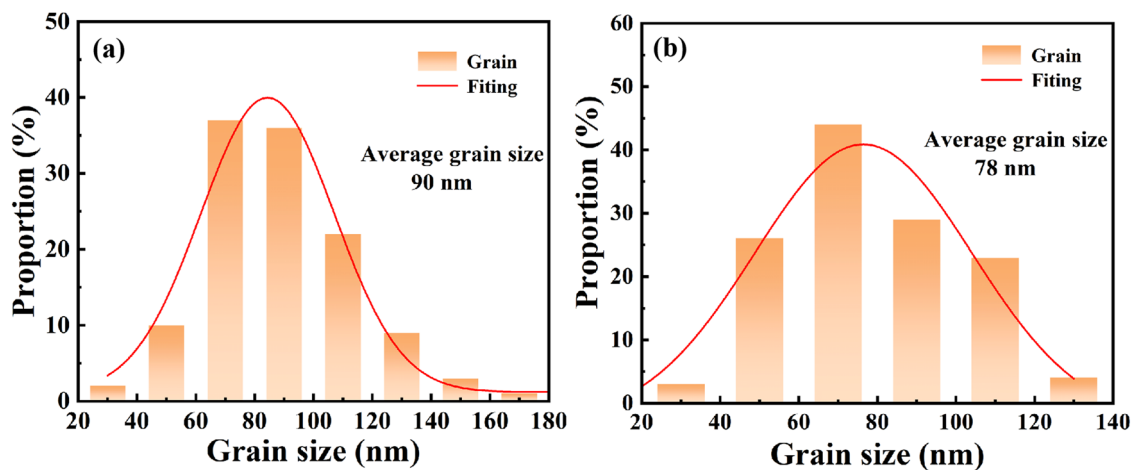 (a)
Grain
Fiting
Average grain size
90 nm
Proportion (%)
50
40
30
20
10
0
20 40 60 80 100 120 140 160 180
Grain size (nm)
(b)
Grain
Fiting
Average grain size
78 nm
Proportion (%)
60
50
40
30
20
10
0
20 40 60 80 100 120 140
Grain size (nm)